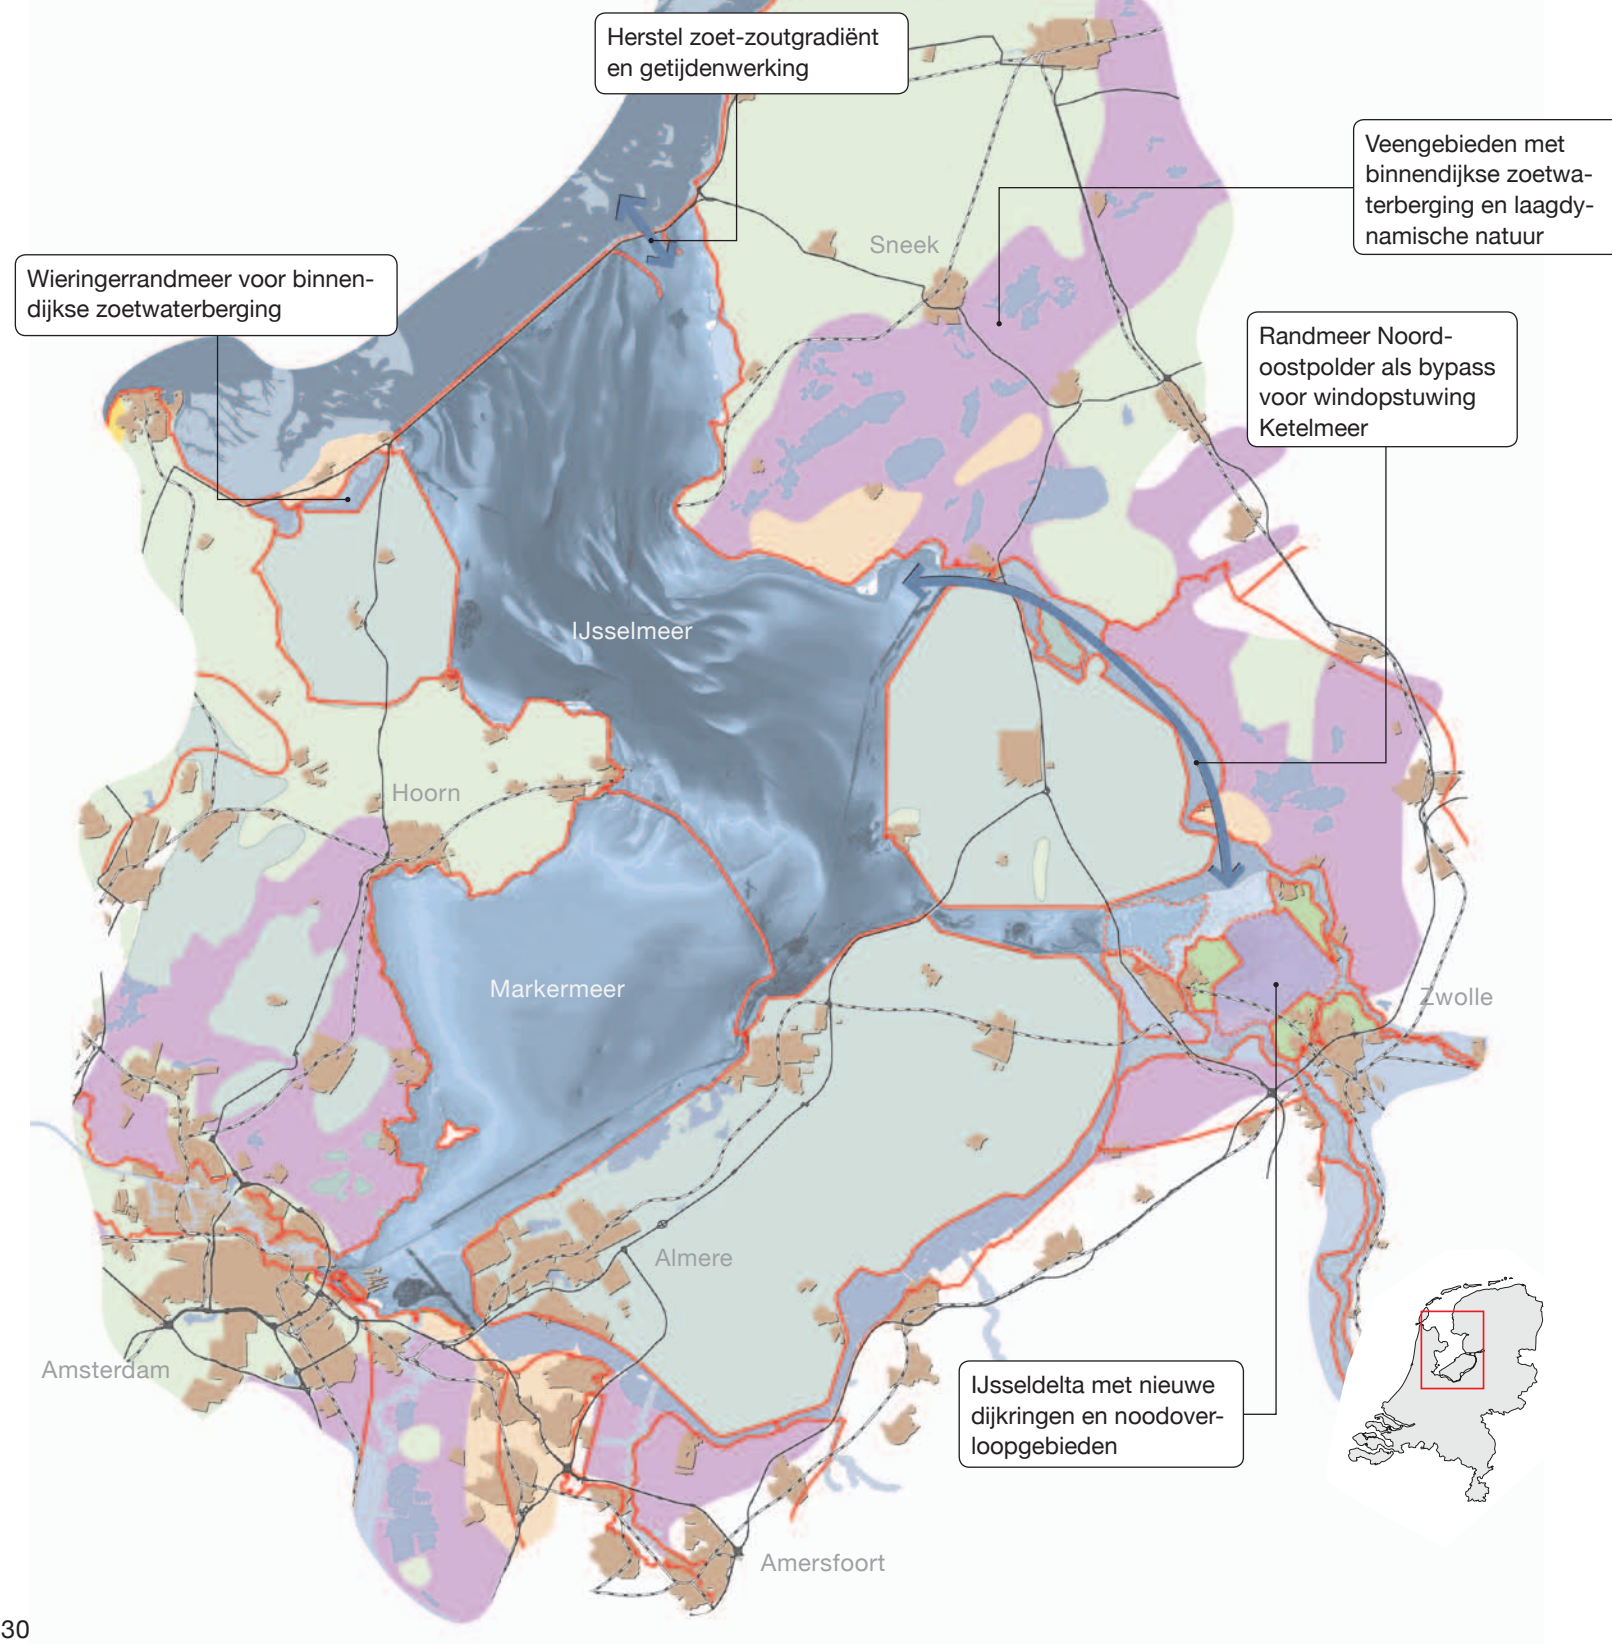 Herstel zoet-zoutgradiënt
en getijdenwerking
Veengebieden met
binnendijkse zoetwa-
terberging en laagdy-
namische natuur
Sneek
Wieringerrandmeer voor binnen-
dijkse zoetwaterberging
Randmeer Noord-
oostpolder als bypass
voor windopstuwing
Ketelmeer
IJsselmeer
Hoorn
Markermeer
Zwolle
Almere
Amsterdam
IJsseldelta met nieuwe
dijkringen en noodover-
loopgebieden
Amersfoort
30